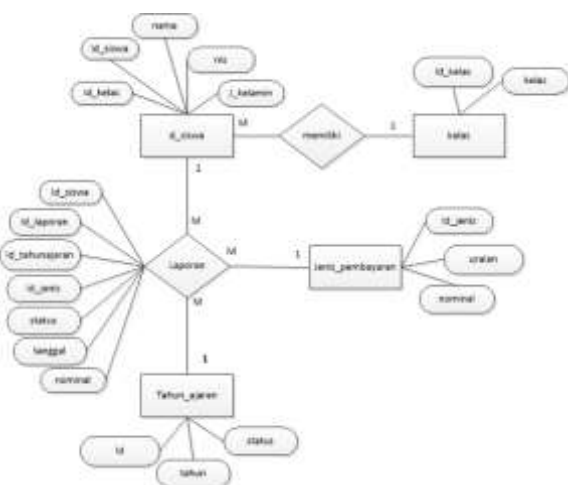 nama
id_siswa
nis
id_kelas
J_kelamin
id_kelas
kelas
d_siswa
M
memiliki
1
kelas
1
id_siswa
id_laporan
id_tahunajaran
id_jenis
status
tanggal
nominal
M
laporan
M
1
jenis_pembayaran
id_jenis
uraian
nominal
M
1
Tahun_ajaran
id
tahun
status